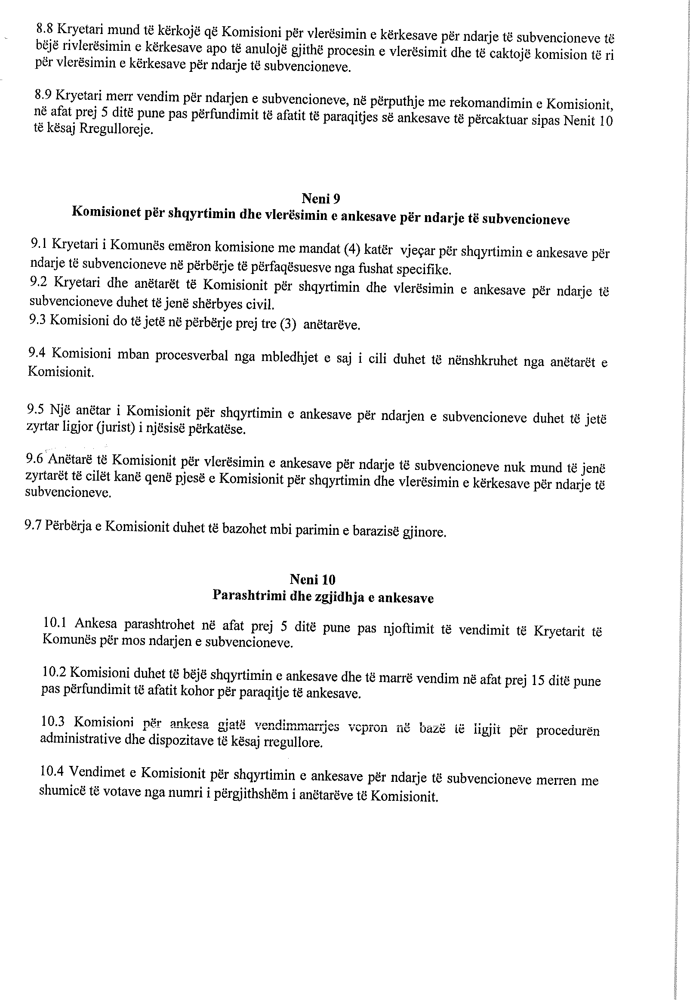 8.8 Kryetari mund të kërkojë që Komisioni për vlerësimin e kërkesave për ndarje të subvencioneve të
bëjë rivlerësimin e kërkesave apo të anulojë gjithë procesin e vlerësimit dhe të caktojë komision të ri
për vlerësimin e kërkesave për ndarje të subvencioneve.
8.9 Kryetari merr vendim për ndarjen e subvencioneve, në përputhje me rekomandimin e Komisionit,
në afat prej 5 ditë pune pas përfundimit të afatit të paraqitjes së ankesave të përcaktuar sipas Nenit 10
të kësaj Rregulloreje.
Neni 9
Komisionet për shqyrtimin dhe vlerësimin e ankesave për ndarje të subvencioneve
9.1 Kryetari i Komunës emëron komisione me mandat (4) katër vjeçar për shqyrtimin e ankesave për
ndarje të subvencioneve në përbërje të përfaqësuesve nga fushat specifike.
9.2 Kryetari dhe anëtarët të Komisionit për shqyrtimin dhe vlerësimin e ankesave për ndarje të
subvencioneve duhet të jenë shërbyes civil.
9.3 Komisioni do të jetë në përbërje prej tre (3) anëtarëve.
9.4 Komisioni mban procesverbal nga mbledhjet e saj i cili duhet të nënshkruhet nga anëtarët e
Komisionit.
9.5 Një anëtar i Komisionit për shqyrtimin e ankesave për ndarjen e subvencioneve duhet të jetë
zyrtar ligjor (jurist) i njësisë përkatëse.
9.6 Anëtarë të Komisionit për vlerësimin e ankesave për ndarje të subvencioneve nuk mund të jenë
zyrtarët të cilët kanë qenë pjesë e Komisionit për shqyrtimin dhe vlerësimin e kërkesave për ndarje të
subvencioneve.
9.7 Përbërja e Komisionit duhet të bazohet mbi parimin e barazisë gjinore.
Neni 10
Parashtrimi dhe zgjidhja e ankesave
10.1 Ankesa parashtrohet në afat prej 5 ditë pune pas njoftimit të vendimit të Kryetarit të
Komunës për mos ndarjen e subvencioneve.
10.2 Komisioni duhet të bëjë shqyrtimin e ankesave dhe të marrë vendim në afat prej 15 ditë pune
pas përfundimit të afatit kohor për paraqitje të ankesave.
10.3 Komisioni për ankesa gjatë vendimmarrjes vepron në bazë të ligjit për procedurën
administrative dhe dispozitave të kësaj rregullore.
10.4 Vendimet e Komisionit për shqyrtimin e ankesave për ndarje të subvencioneve merren me
shumicë të votave nga numri i përgjithshëm i anëtarëve të Komisionit.